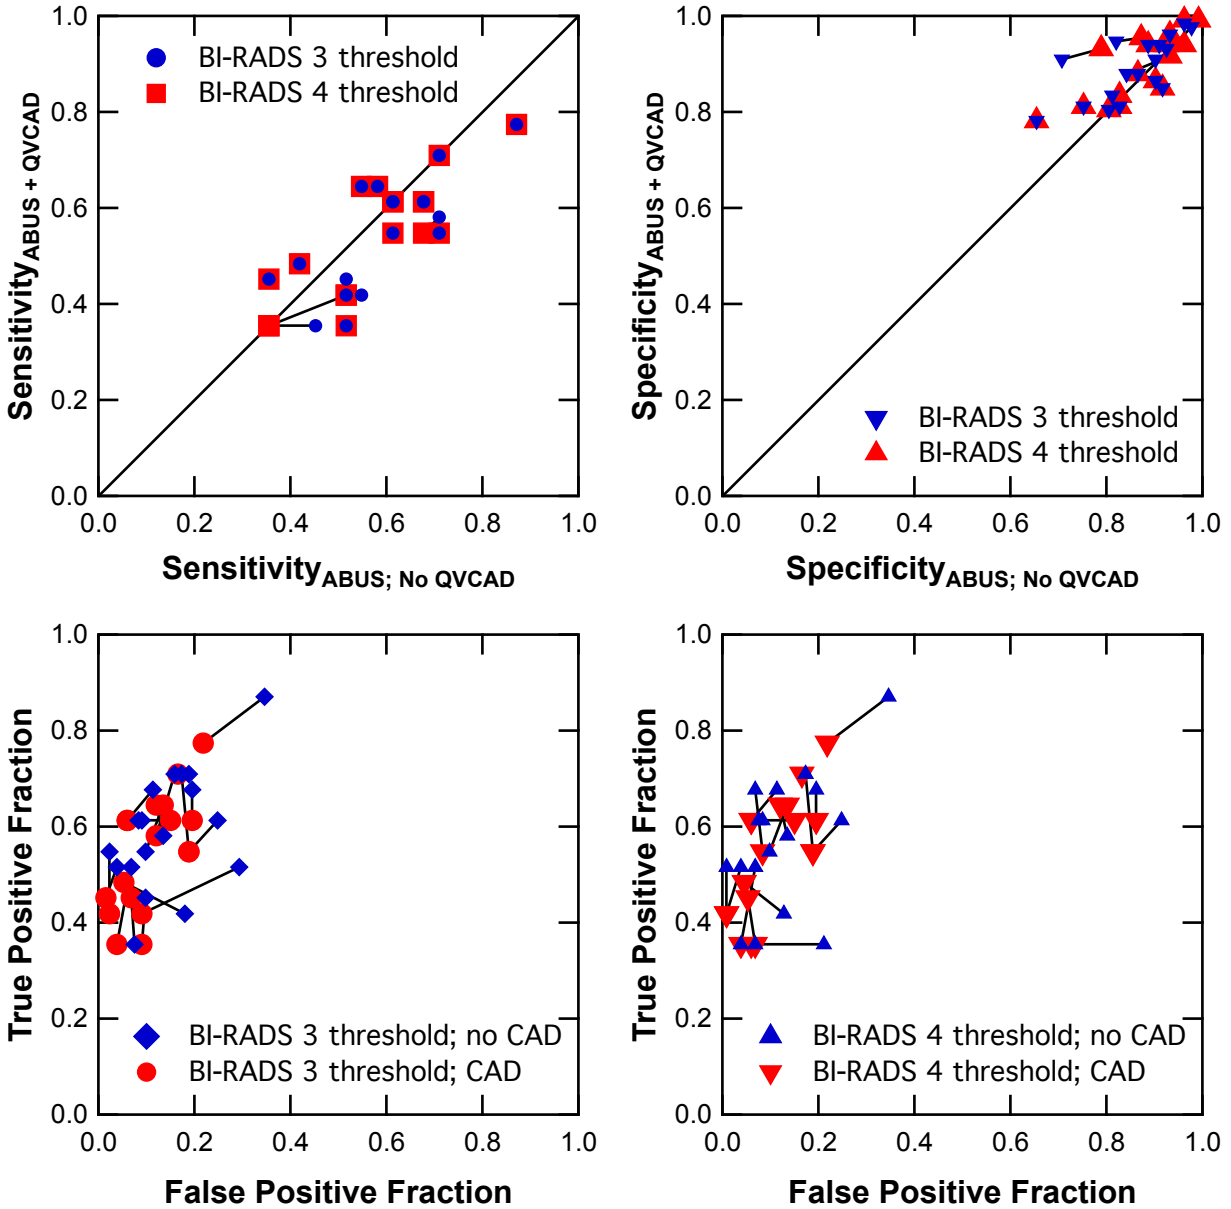 1.0
0.8
0.6
0.4
0.2
0.0
0.0 0.2 0.4 0.6 0.8 1.0
Sensitivity ABUS + QVCAD
BI-RADS 3 threshold
BI-RADS 4 threshold
Sensitivity ABUS; No QVCAD
1.0
0.8
0.6
0.4
0.2
0.0
0.0 0.2 0.4 0.6 0.8 1.0
Specificity ABUS + QVCAD
BI-RADS 3 threshold
BI-RADS 4 threshold
Specificity ABUS; No QVCAD
1.0
0.8
0.6
0.4
0.2
0.0
0.0 0.2 0.4 0.6 0.8 1.0
True Positive Fraction
BI-RADS 3 threshold; no CAD
BI-RADS 3 threshold; CAD
False Positive Fraction
1.0
0.8
0.6
0.4
0.2
0.0
0.0 0.2 0.4 0.6 0.8 1.0
True Positive Fraction
BI-RADS 4 threshold; no CAD
BI-RADS 4 threshold; CAD
False Positive Fraction